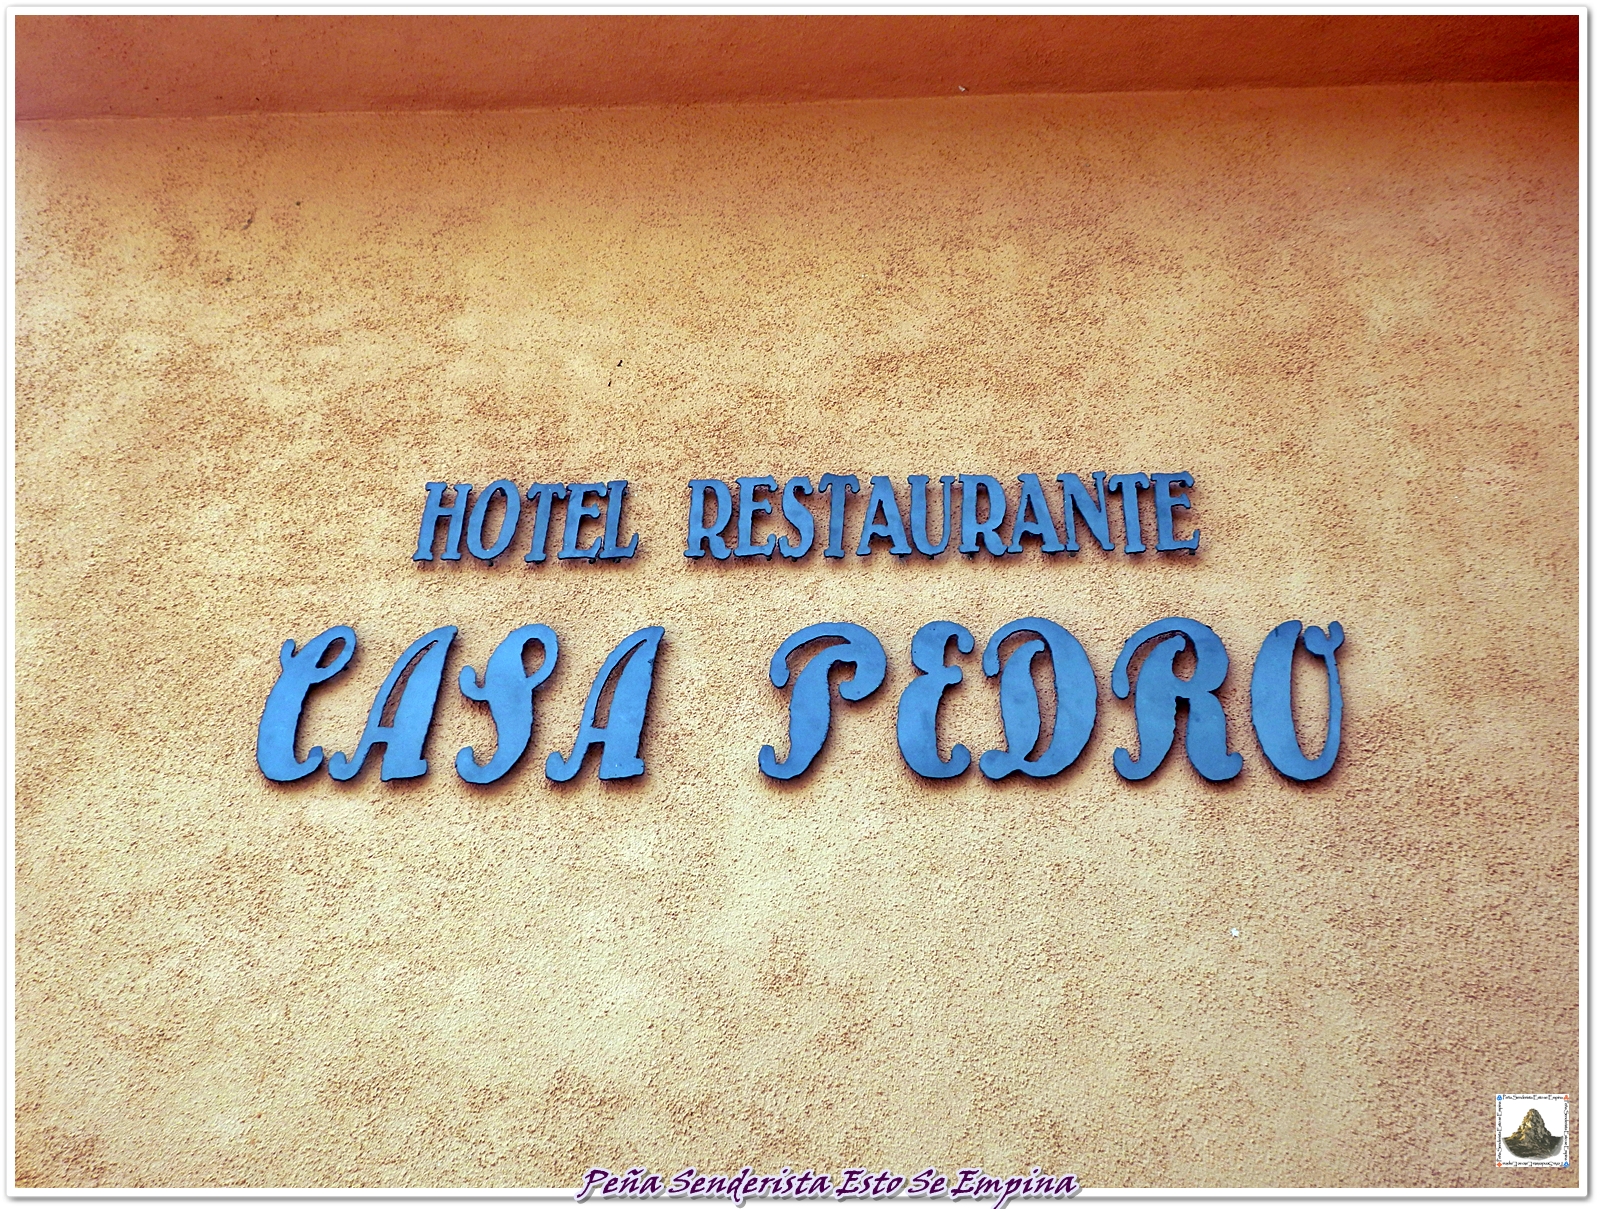 HOTEL RESTAURANTE
CASA PEDRO
Peña Senderista Esto Se Empina